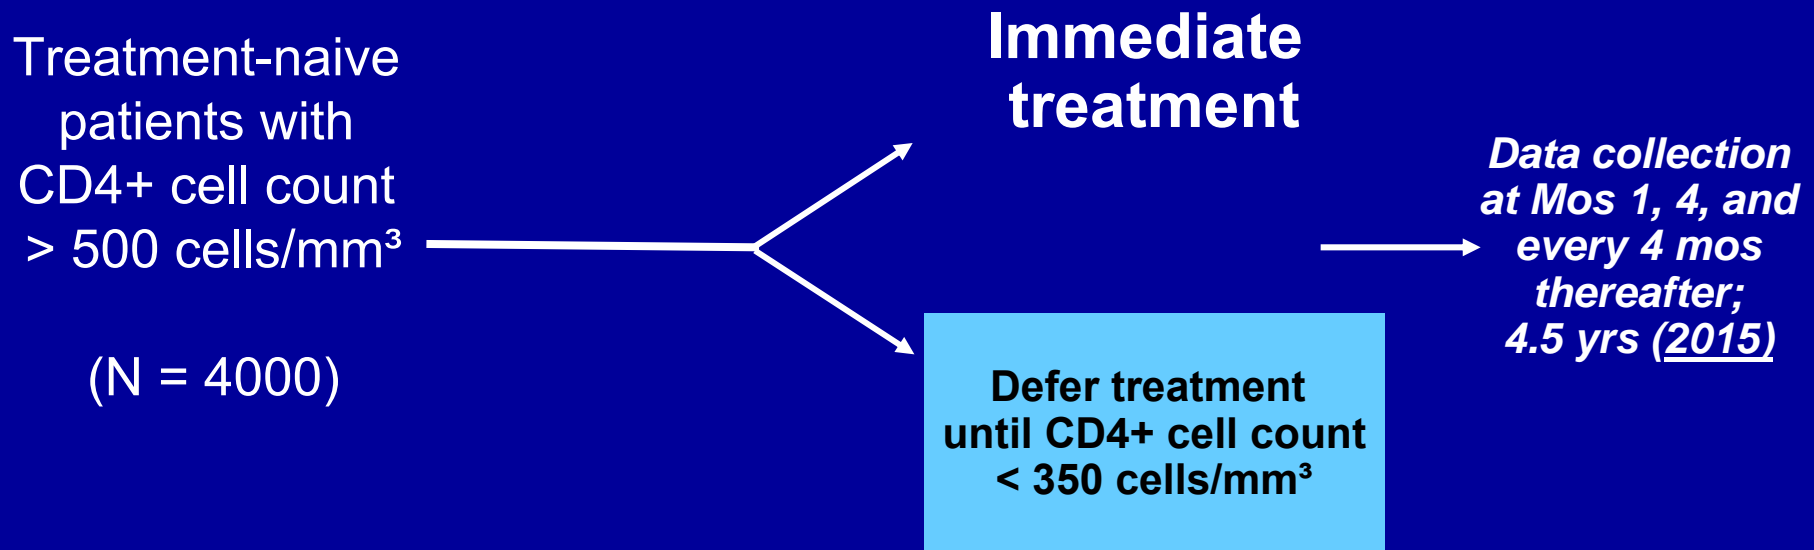 Treatment-naive
patients with
CD4+ cell count
> 500 cells/mm³
(N = 4000)
Immediate
treatment
Defer treatment
until CD4+ cell count
< 350 cells/mm³
Data collection
at Mos 1, 4, and
every 4 mos
thereafter;
4.5 yrs (2015)